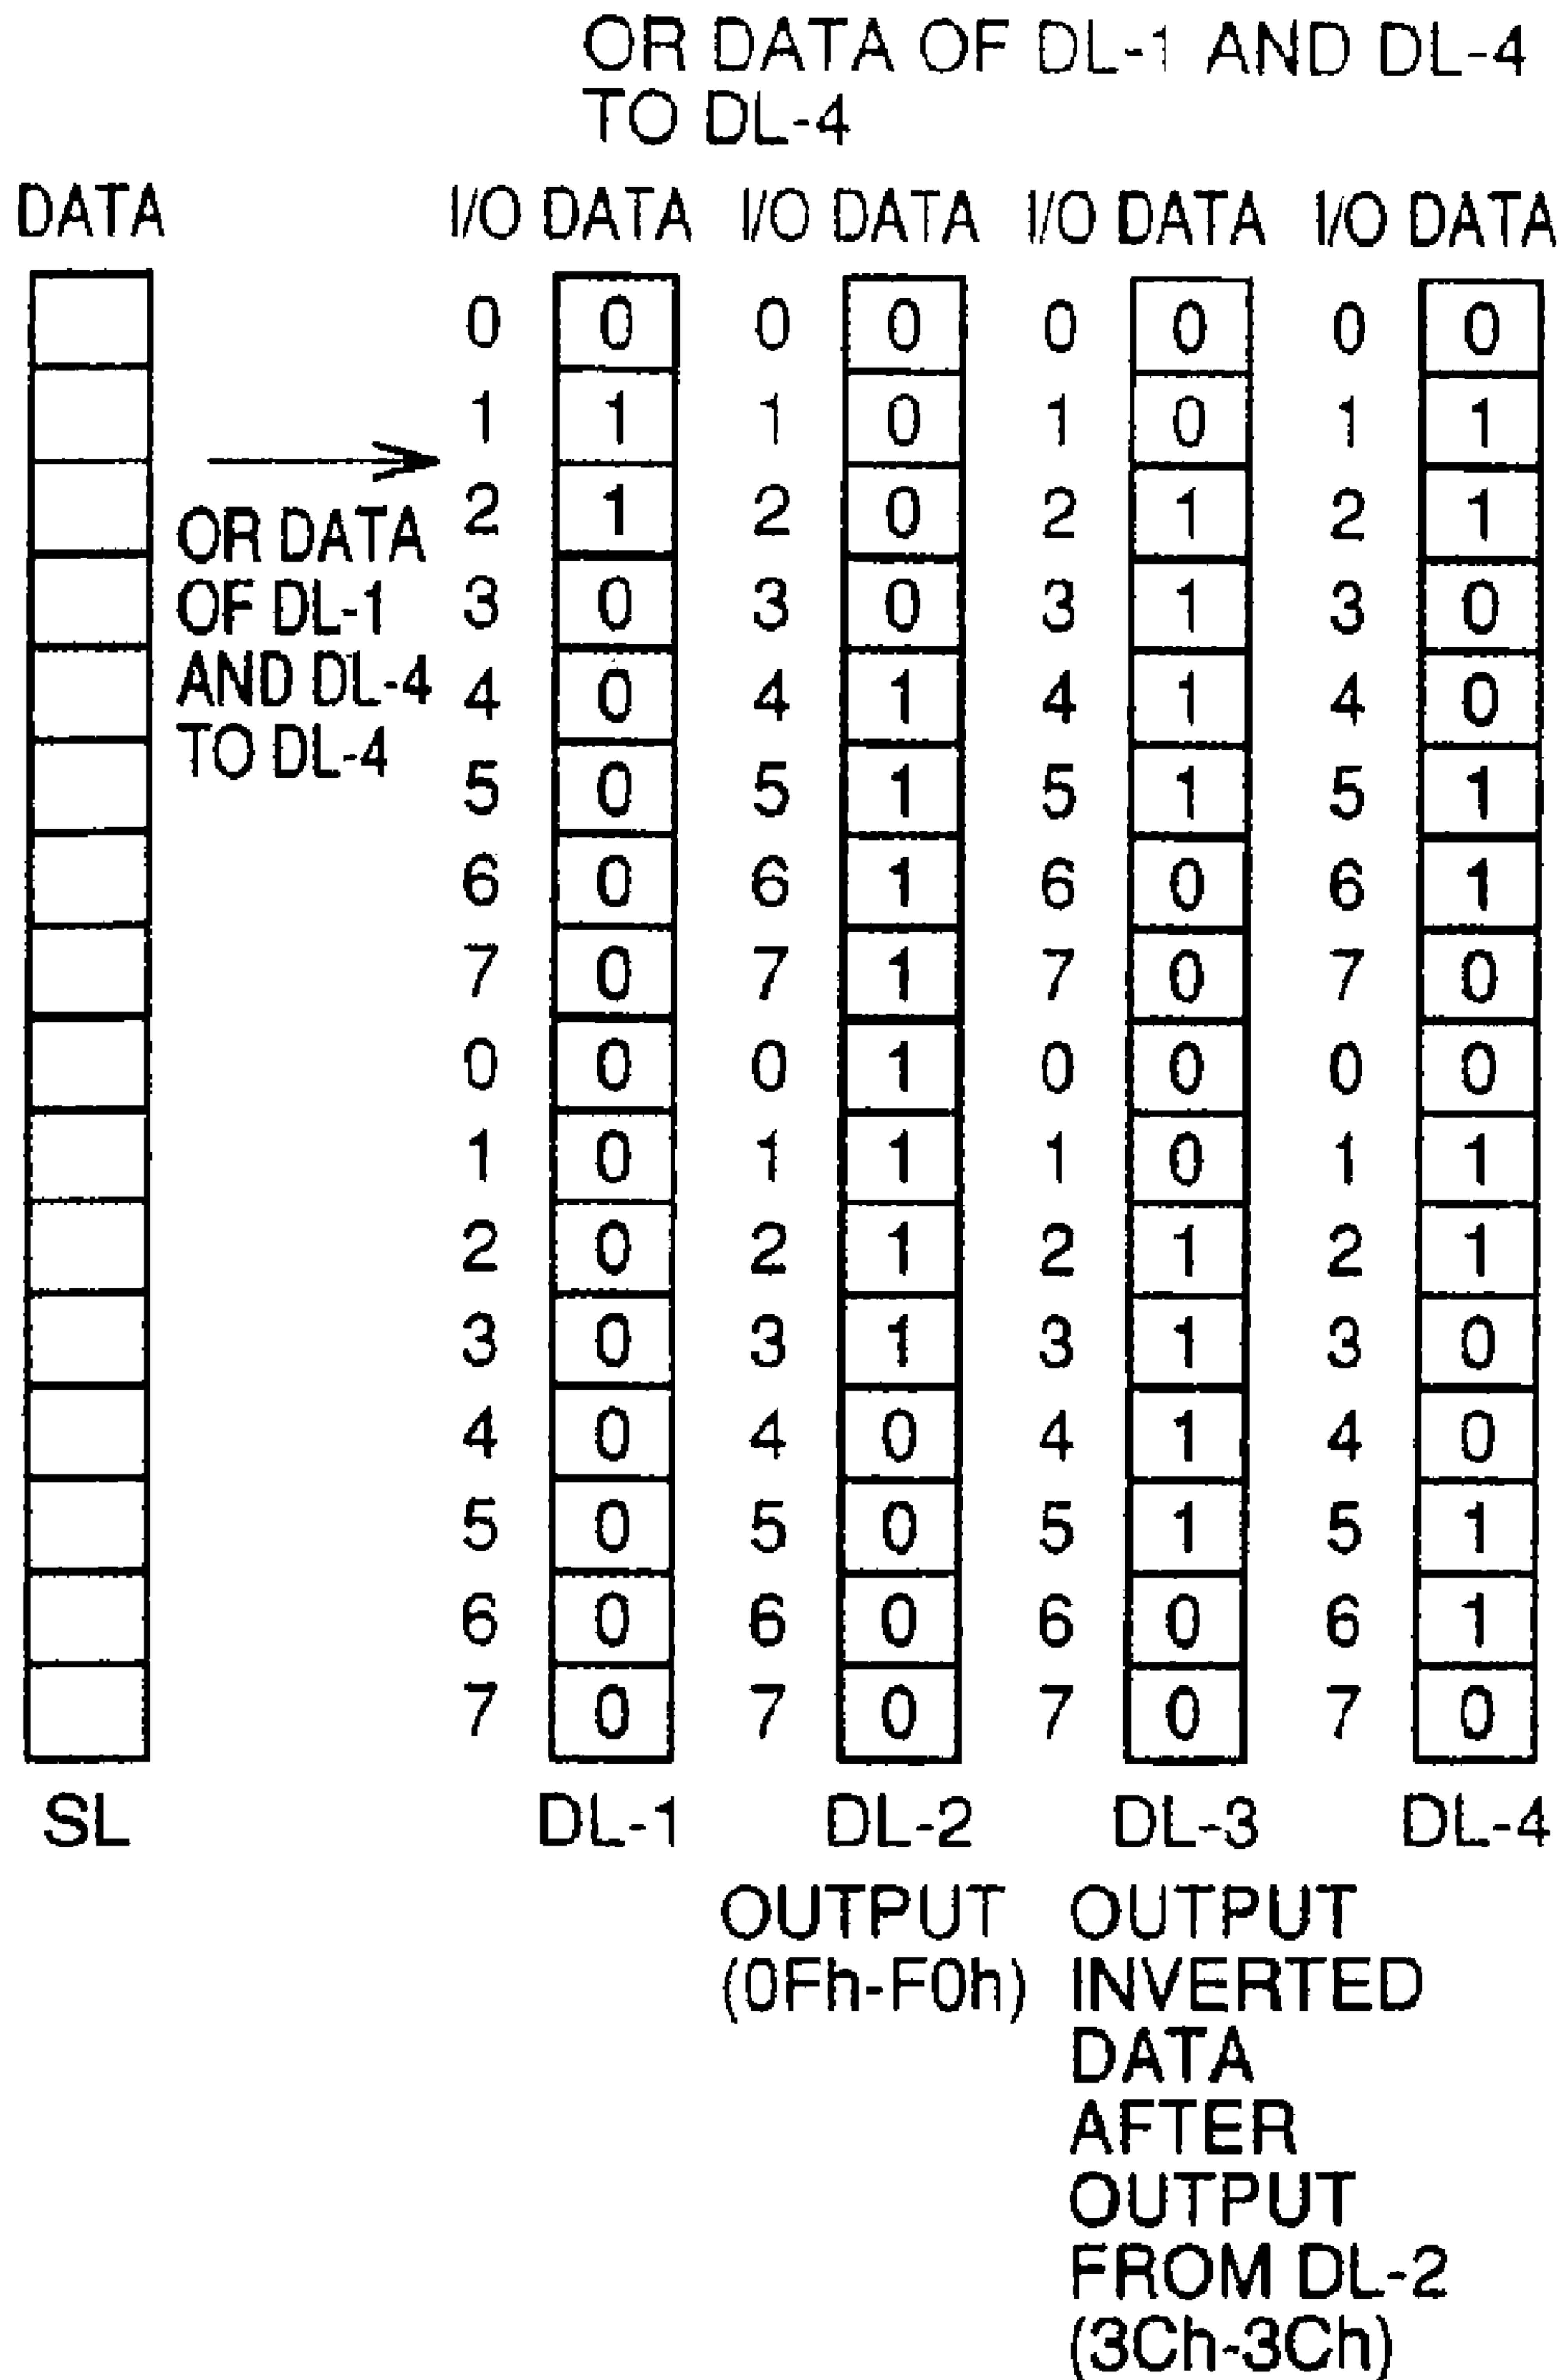 OR DATA OF DL-1 AND DL-4
TO DL-4
DATA I/O DATA I/O DATA I/O DATA I/O DATA
0 0 0 0 0 0 0 0
1 1 1 0 1 0 1 1
2 1 2 0 2 1 2 1
3 0 3 0 3 1 3 0
4 0 4 1 4 1 4 0
5 0 5 1 5 1 5 1
6 0 6 1 6 0 6 1
7 0 7 1 7 0 7 0
0 0 0 1 0 0 0 0
1 0 1 1 1 0 1 1
2 0 2 1 2 1 2 1
3 0 3 1 3 1 3 0
4 0 4 0 4 1 4 0
5 0 5 0 5 1 5 1
6 0 6 0 6 0 6 1
7 0 7 0 7 0 7 0
OR DATA
OF DL-1
AND DL-4
TO DL-4
SL DL-1 DL-2 DL-3 DL-4
OUTPUT
(0Fh-F0h)
OUTPUT
INVERTED
DATA
AFTER
OUTPUT
FROM DL-2
(3Ch-3Ch)